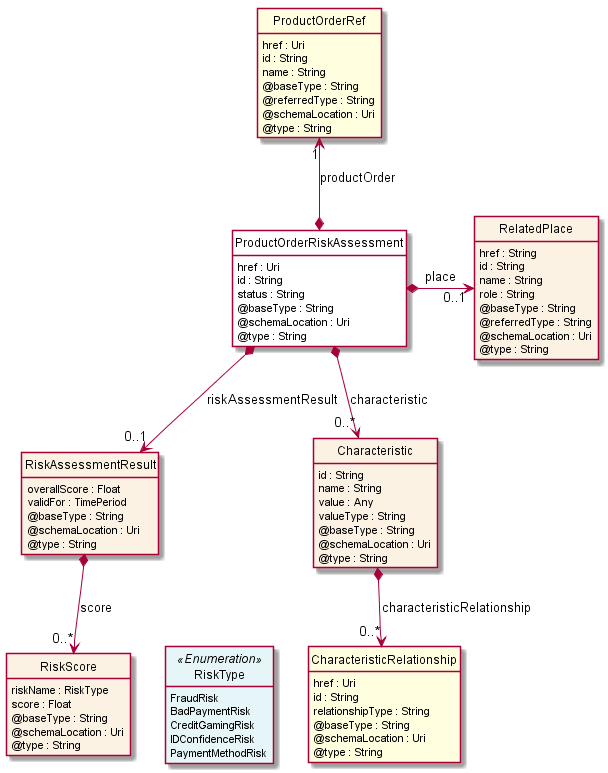 ProductOrderRef
href : Uri
id : String
name : String
@baseType : String
@referredType : String
@schemaLocation : Uri
@type : String
1
productOrder
ProductOrderRiskAssessment
href : Uri
id : String
status : String
@baseType : String
@schemaLocation : Uri
@type : String
place
0..1
RelatedPlace
href : String
id : String
name : String
role : String
@baseType : String
@referredType : String
@schemaLocation : Uri
@type : String
riskAssessmentResult
0..1
characteristic
0..*
RiskAssessmentResult
overallScore : Float
validFor : TimePeriod
@baseType : String
@schemaLocation : Uri
@type : String
Characteristic
id : String
name : String
value : Any
valueType : String
@baseType : String
@schemaLocation : Uri
@type : String
score
0..*
characteristicRelationship
0..*
RiskScore
riskName : RiskType
score : Float
@baseType : String
@schemaLocation : Uri
@type : String
«Enumeration»
RiskType
FraudRisk
BadPaymentRisk
CreditGamingRisk
IDConfidenceRisk
PaymentMethodRisk
CharacteristicRelationship
href : Uri
id : String
relationshipType : String
@baseType : String
@schemaLocation : Uri
@type : String